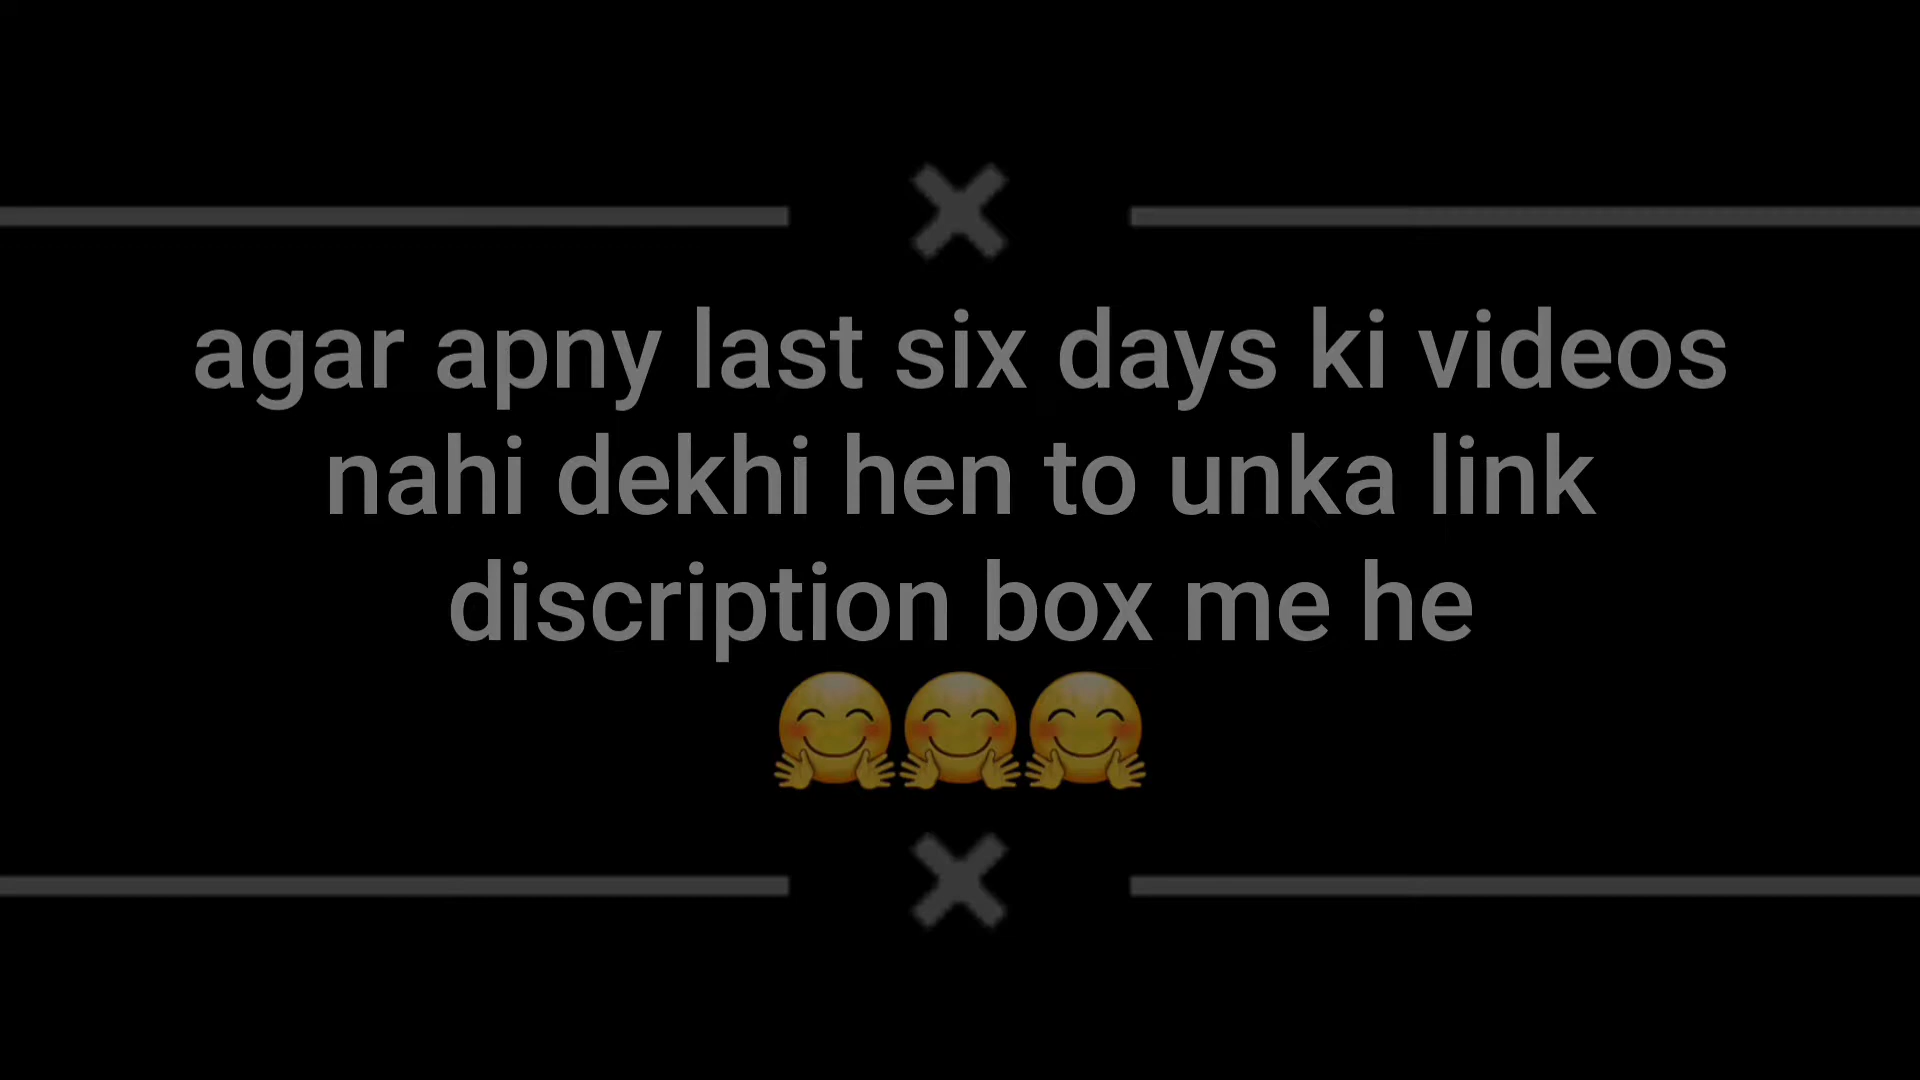 agar apny last six days ki videos
nahi dekhi hen to unka link
discription box me he
🤗🤗🤗